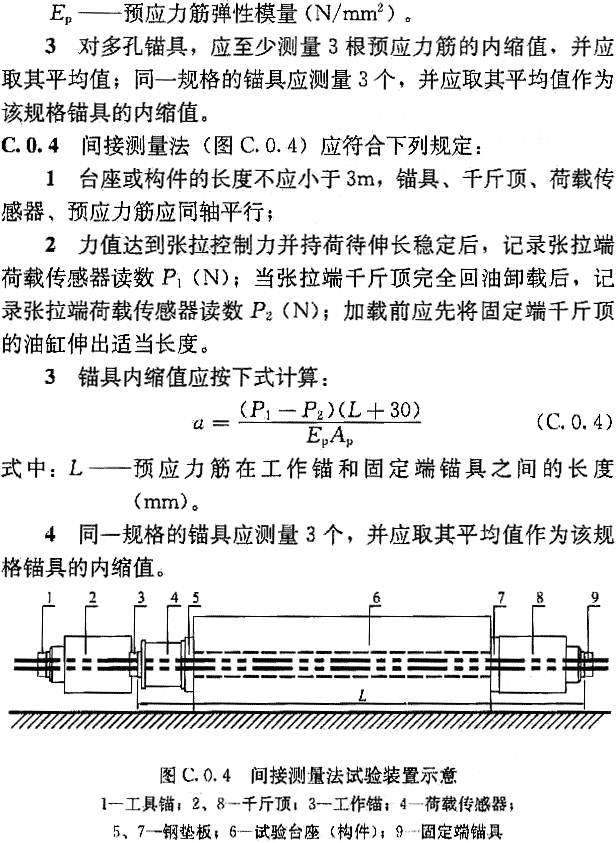 E_p ——预应力筋弹性模量（N/mm²）。
3 对多孔锚具，应至少测量3根预应力筋的内缩值，并应
取其平均值；同一规格的锚具应测量3个，并应取其平均值作为
该规格锚具的内缩值。
C.0.4 间接测量法（图C.0.4）应符合下列规定：
1 台座或构件的长度不应小于3m，锚具、千斤顶、荷载传
感器、预应力筋应同轴平行；
2 力值达到张拉控制力并持荷待伸长稳定后，记录张拉端
荷载传感器读数P₁（N）；当张拉端千斤顶完全回油卸载后，记
录张拉端荷载传感器读数P₂（N）；加载前应先将固定端千斤顶
的油缸伸出适当长度。
3 锚具内缩值应按下式计算：
a = (P₁－P₂)(L＋30) / E_pA_p （C.0.4）
式中：L——预应力筋在工作锚和固定端锚具之间的长度
（mm）。
4 同一规格的锚具应测量3个，并应取其平均值作为该规
格锚具的内缩值。
1 2 3 4 5 6 7 8 9
L
图C.0.4 间接测量法试验装置示意
1—工具锚；2、8—千斤顶；3—工作锚；4—荷载传感器；
5、7—钢垫板；6—试验台座（构件）；9—固定端锚具